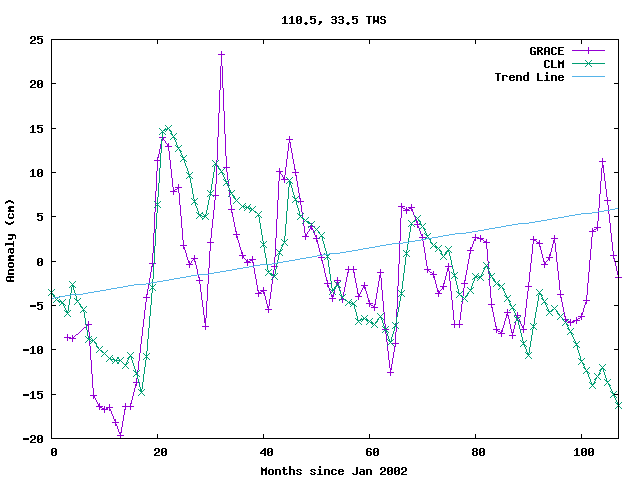 110.5, 33.5 TWS
GRACE
CLM
Trend Line
25
20
15
10
5
0
-5
-10
-15
-20
Anomaly (cm)
0 20 40 60 80 100
Months since Jan 2002